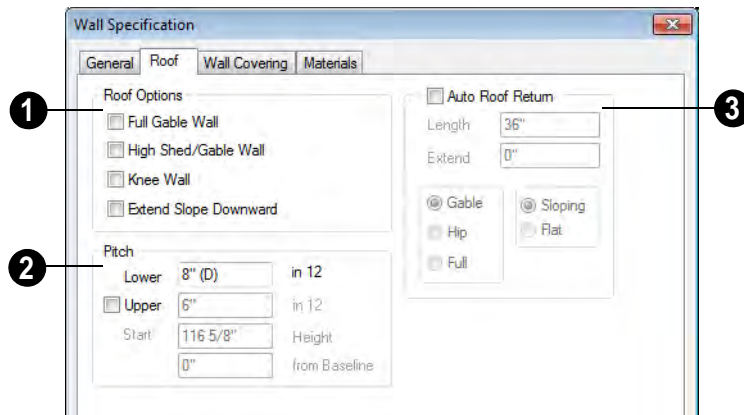 Wall Specification
General Roof Wall Covering Materials
1
Roof Options
Full Gable Wall
High Shed/Gable Wall
Knee Wall
Extend Slope Downward
2
Pitch
Lower 8" (D) in 12
Upper 6" in 12
Start 116 5/8" Height
0" from Baseline
3
Auto Roof Return
Length 36"
Extend 0"
Gable
Hip
Full
Sloping
Flat